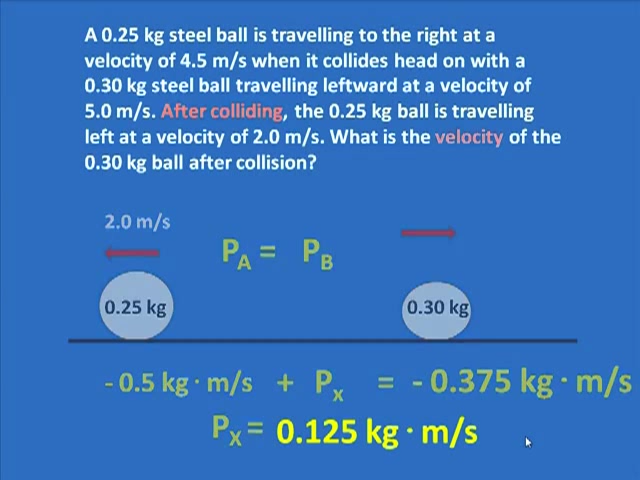 A 0.25 kg steel ball is travelling to the right at a
velocity of 4.5 m/s when it collides head on with a
0.30 kg steel ball travelling leftward at a velocity of
5.0 m/s. After colliding, the 0.25 kg ball is travelling
left at a velocity of 2.0 m/s. What is the velocity of the
0.30 kg ball after collision?
2.0 m/s
P_A = P_B
0.25 kg
0.30 kg
- 0.5 kg · m/s + P_x = - 0.375 kg · m/s
P_x = 0.125 kg · m/s